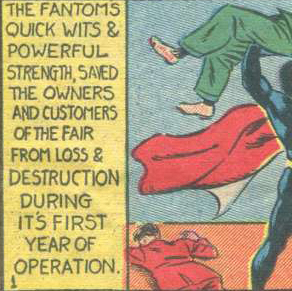 THE FANTOMS
QUICK WITS &
POWERFUL
STRENGTH, SAVED
THE OWNERS
AND CUSTOMERS
OF THE FAIR
FROM LOSS &
DESTRUCTION
DURING
IT'S FIRST
YEAR OF
OPERATION.
1